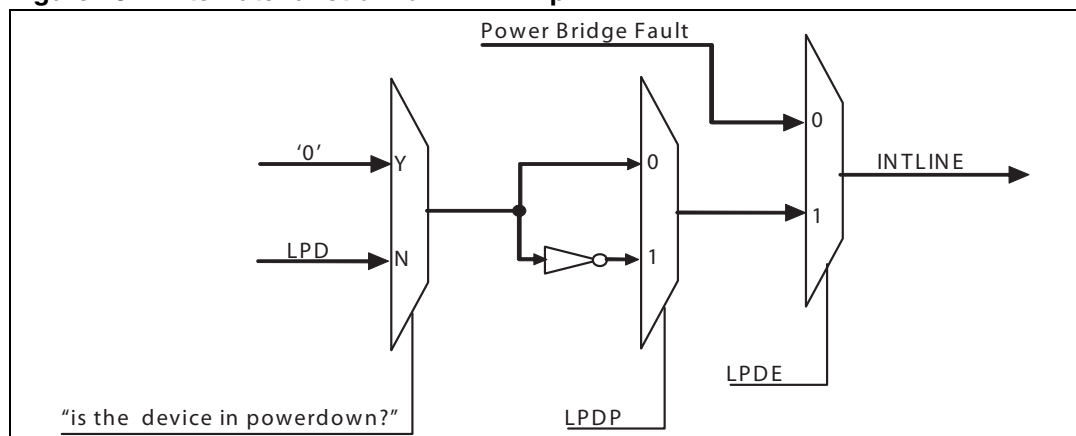 Power Bridge Fault
0
‘0’
Y
0
INTLINE
1
LPD
N
1
LPDE
“is the device in powerdown?”
LPDP